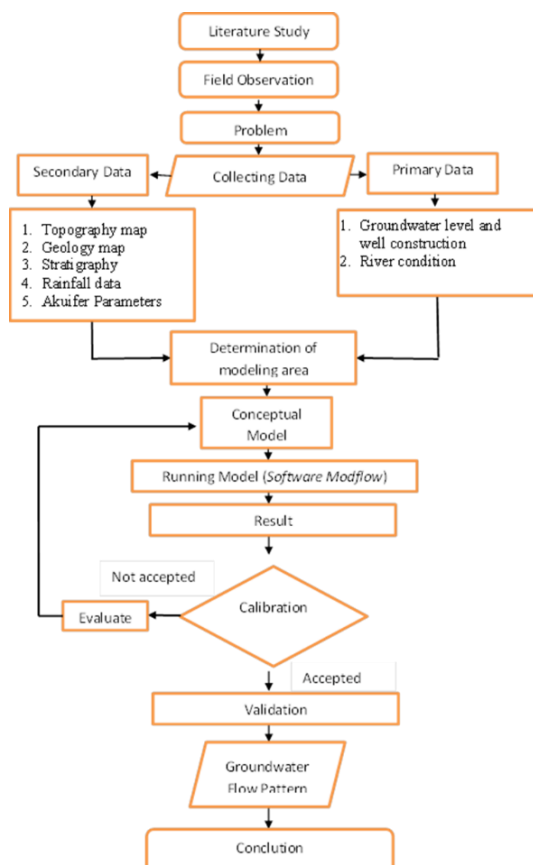 Literature Study
Field Observation
Problem
Collecting Data
Secondary Data
Primary Data
1. Topography map
2. Geology map
3. Stratigraphy
4. Rainfall data
5. Akuifer Parameters
1. Groundwater level and
well construction
2. River condition
Determination of
modeling area
Conceptual
Model
Running Model (Software Modflow)
Result
Not accepted
Calibration
Evaluate
Accepted
Validation
Groundwater
Flow Pattern
Conclution